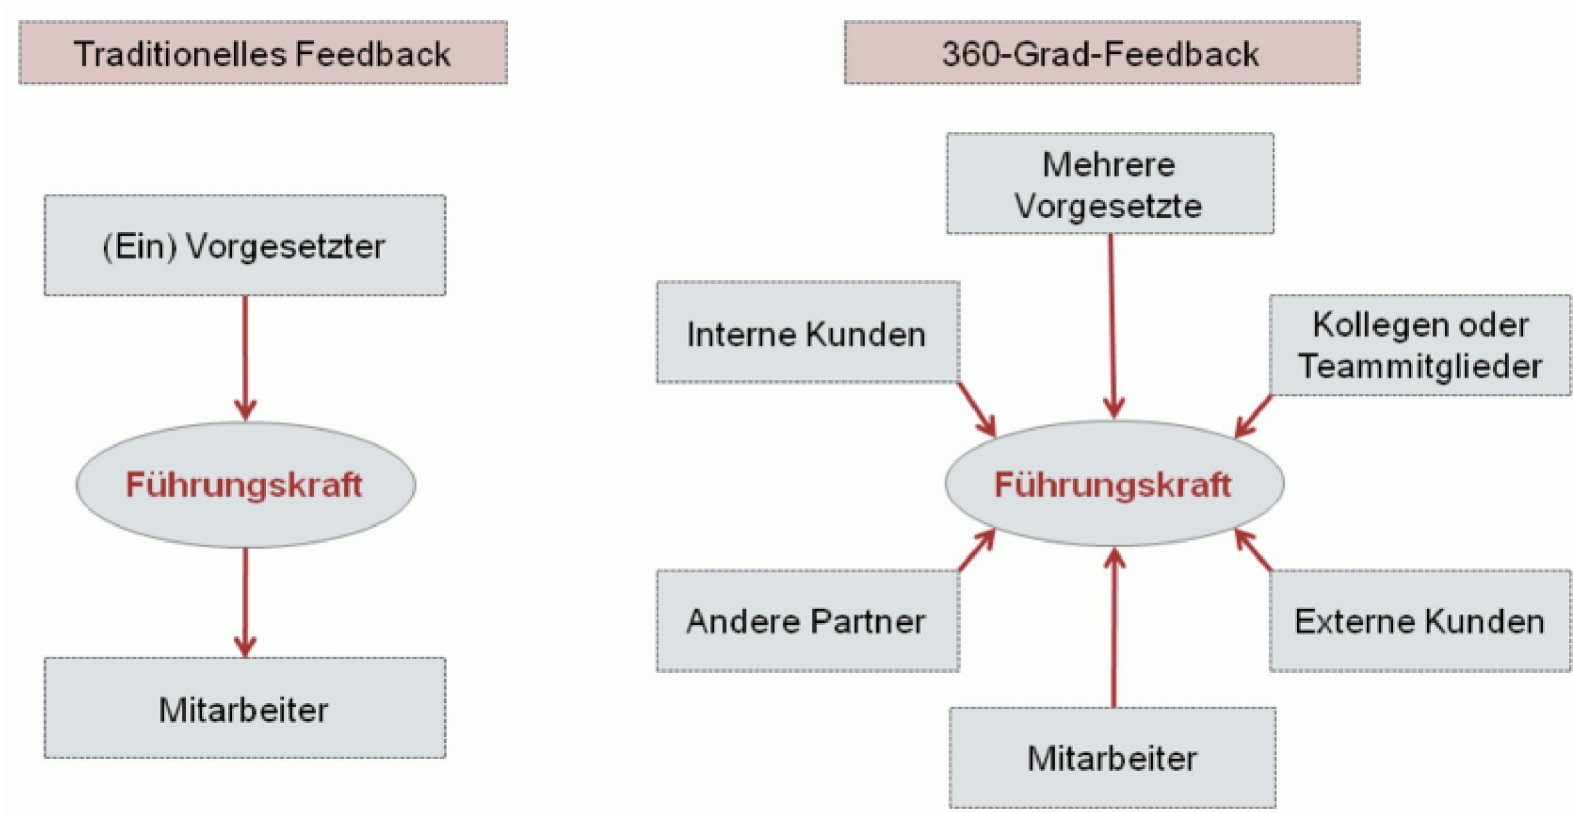 Traditionelles Feedback
(Ein) Vorgesetzter
Führungskraft
Mitarbeiter
360-Grad-Feedback
Mehrere
Vorgesetzte
Interne Kunden
Kollegen oder
Teammitglieder
Führungskraft
Andere Partner
Externe Kunden
Mitarbeiter